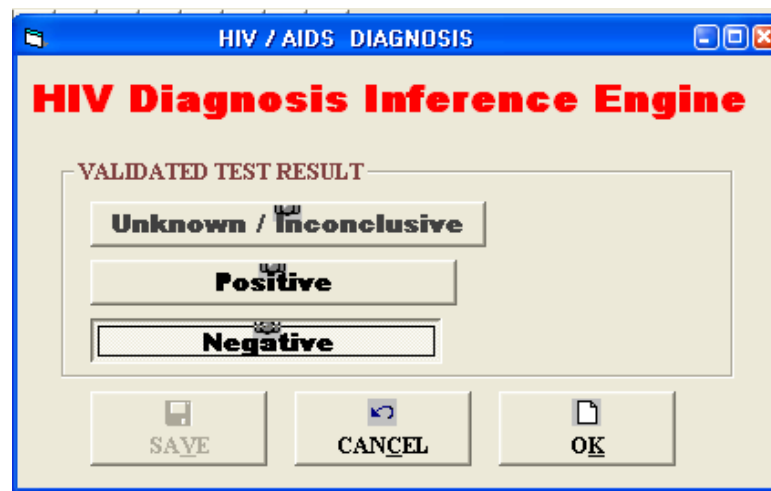 HIV / AIDS DIAGNOSIS
HIV Diagnosis Inference Engine
VALIDATED TEST RESULT
Unknown / Inconclusive
Positive
Negative
SAVE
CANCEL
OK